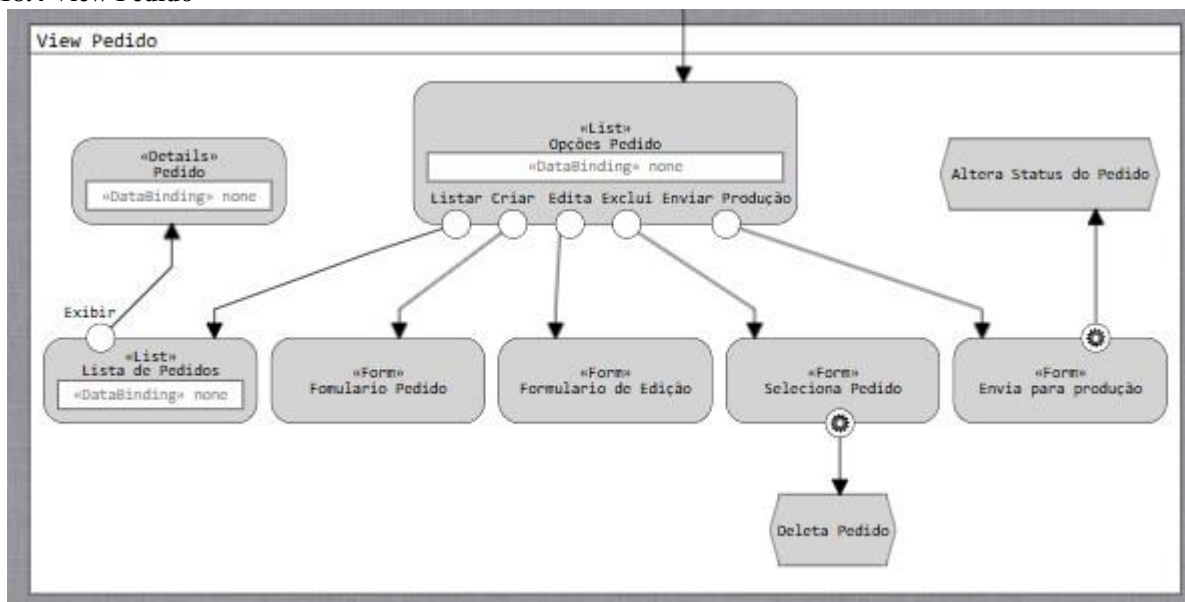 View Pedido
«List»
Opções Pedido
«DataBinding» none
Listar Criar Edita Exclui Enviar Produção
«Details»
Pedido
«DataBinding» none
Altera Status do Pedido
Exibir
«List»
Lista de Pedidos
«DataBinding» none
«Form»
Fomulario Pedido
«Form»
Formulario de Edição
«Form»
Seleciona Pedido
«Form»
Envia para produção
Deleta Pedido